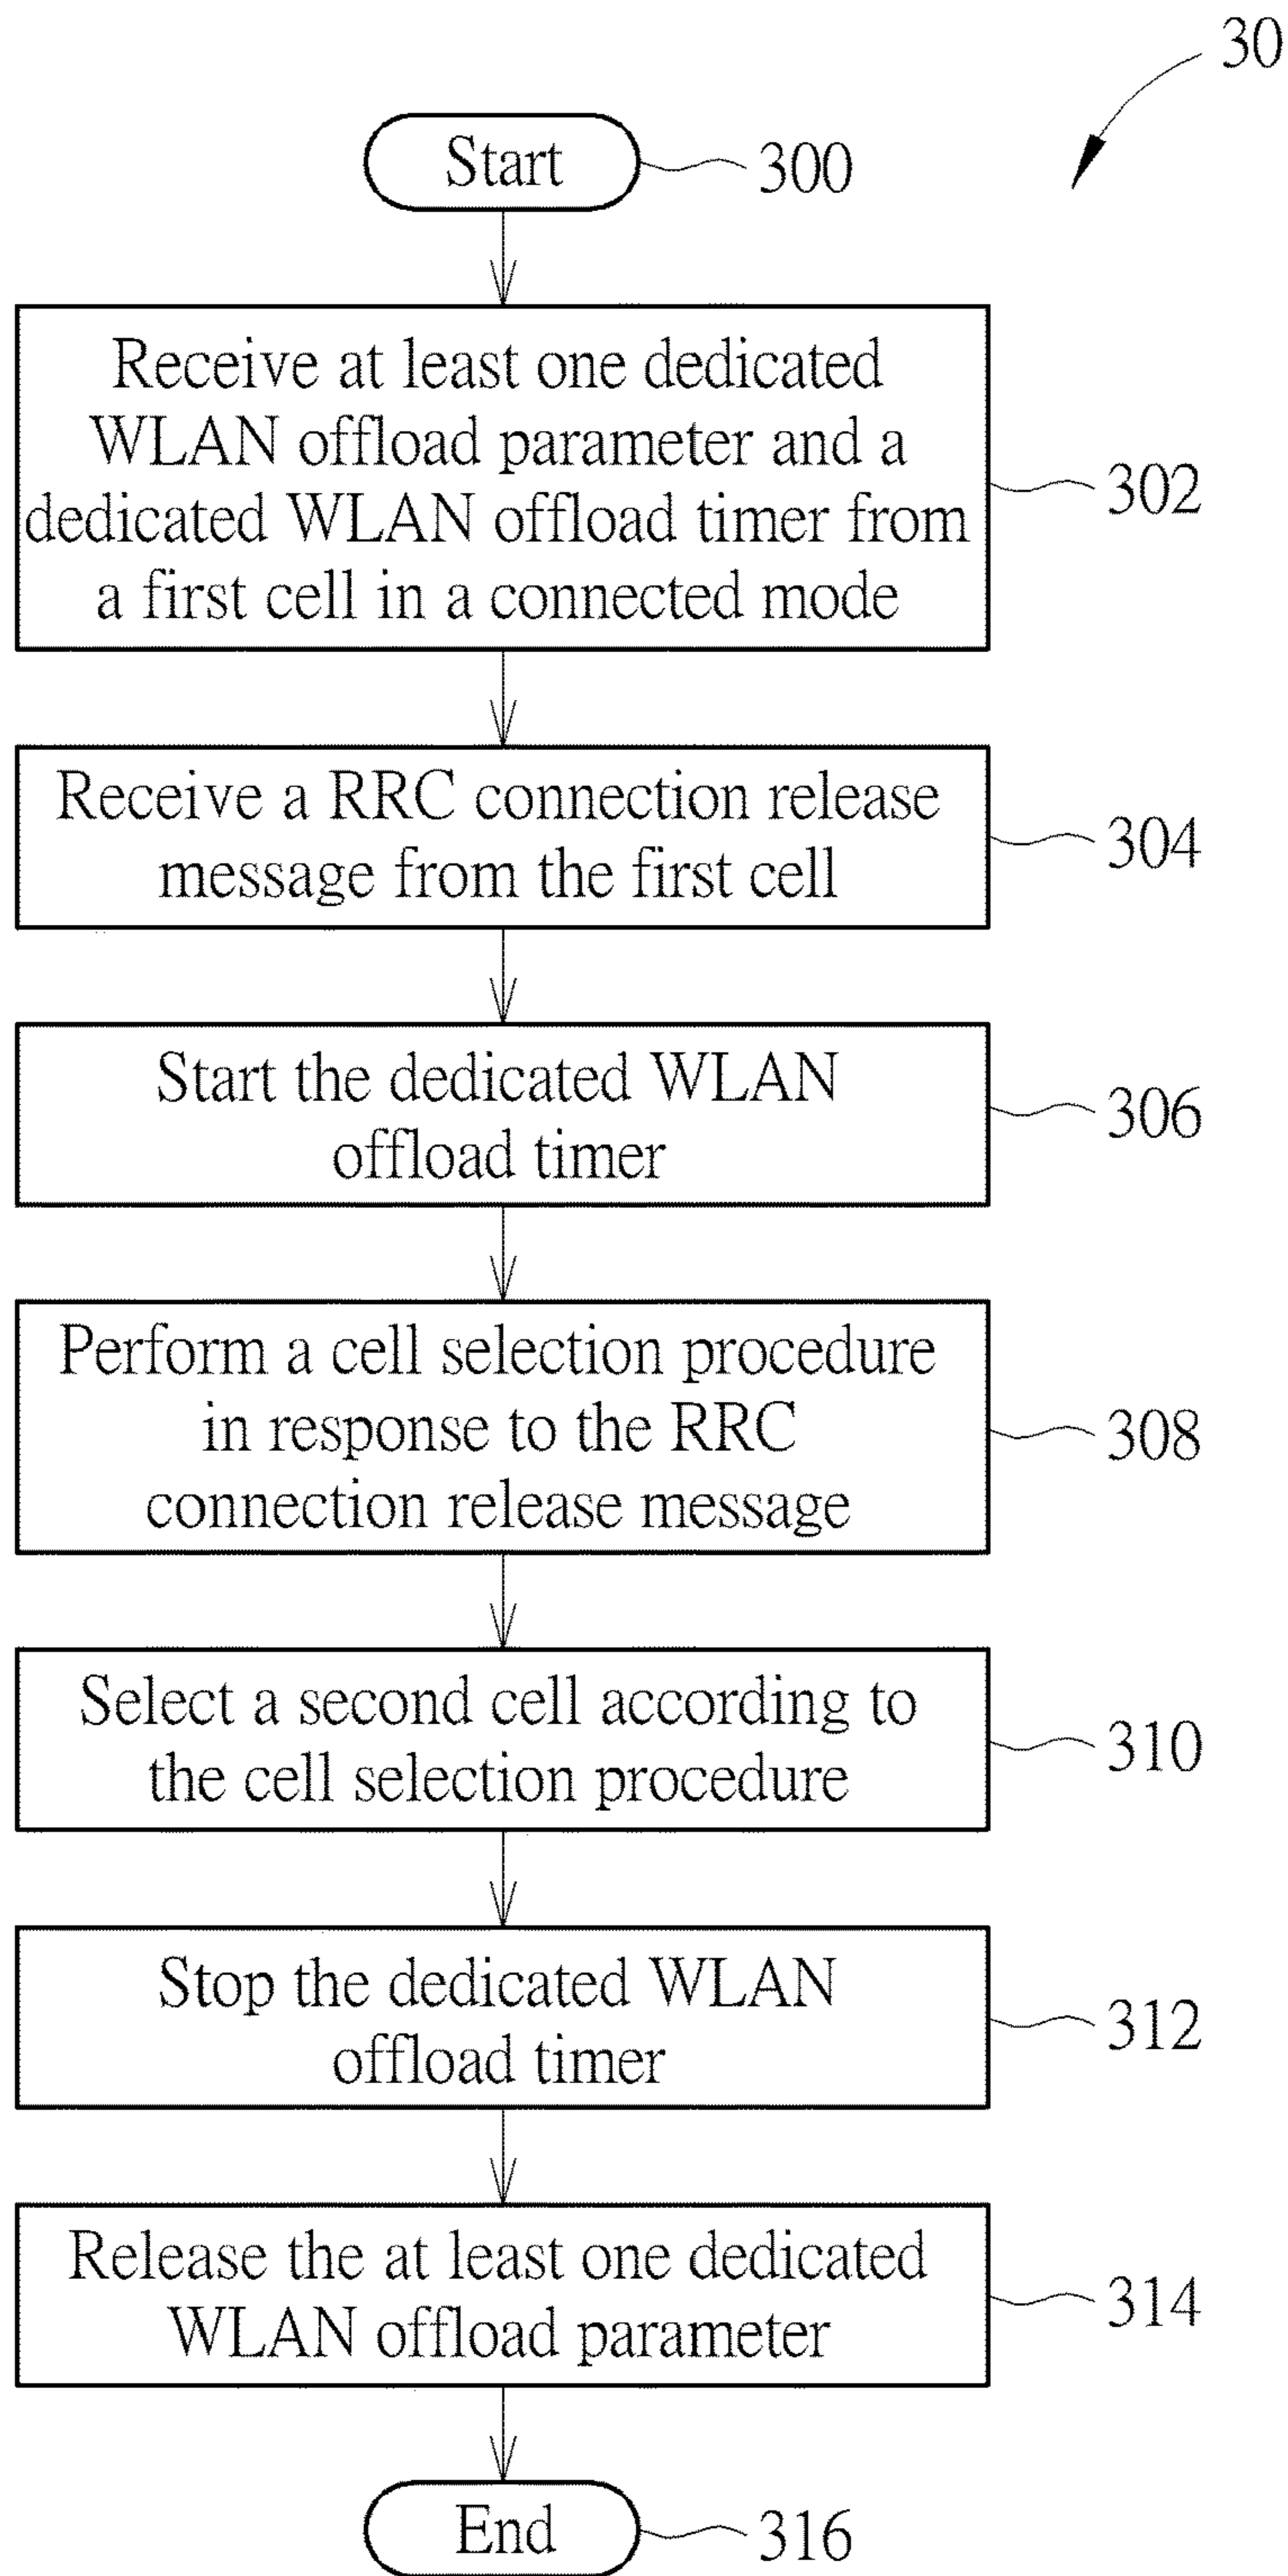 30
Start
300
Receive at least one dedicated
WLAN offload parameter and a
dedicated WLAN offload timer from
a first cell in a connected mode
302
Receive a RRC connection release
message from the first cell
304
Start the dedicated WLAN
offload timer
306
Perform a cell selection procedure
in response to the RRC
connection release message
308
Select a second cell according to
the cell selection procedure
310
Stop the dedicated WLAN
offload timer
312
Release the at least one dedicated
WLAN offload parameter
314
End
316